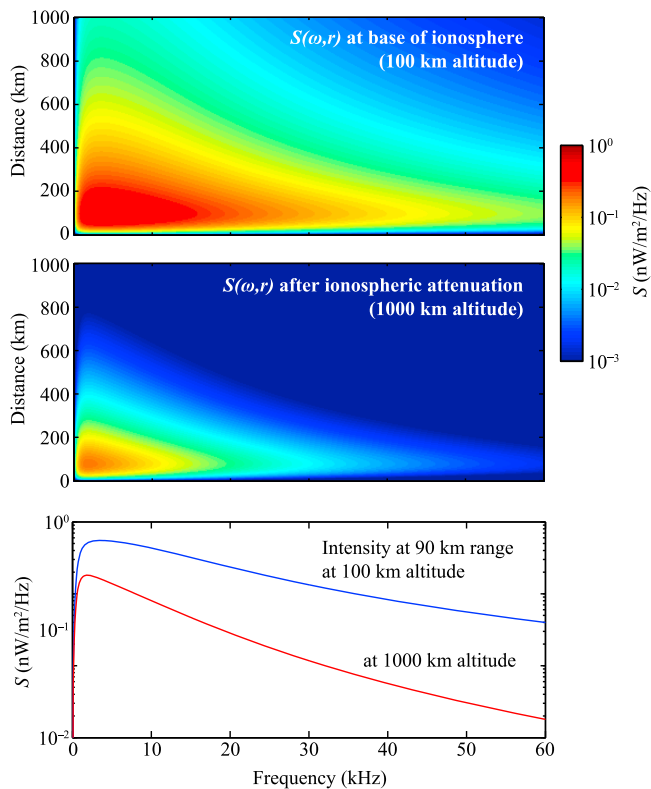 1000
800
600
400
200
0
Distance (km)
S(ω,r) at base of ionosphere
(100 km altitude)
1000
800
600
400
200
0
Distance (km)
S(ω,r) after ionospheric attenuation
(1000 km altitude)
10⁰
10⁻¹
10⁻²
10⁻³
S (nW/m²/Hz)
10⁰
10⁻¹
10⁻²
S (nW/m²/Hz)
Intensity at 90 km range
at 100 km altitude
at 1000 km altitude
0 10 20 30 40 50 60
Frequency (kHz)